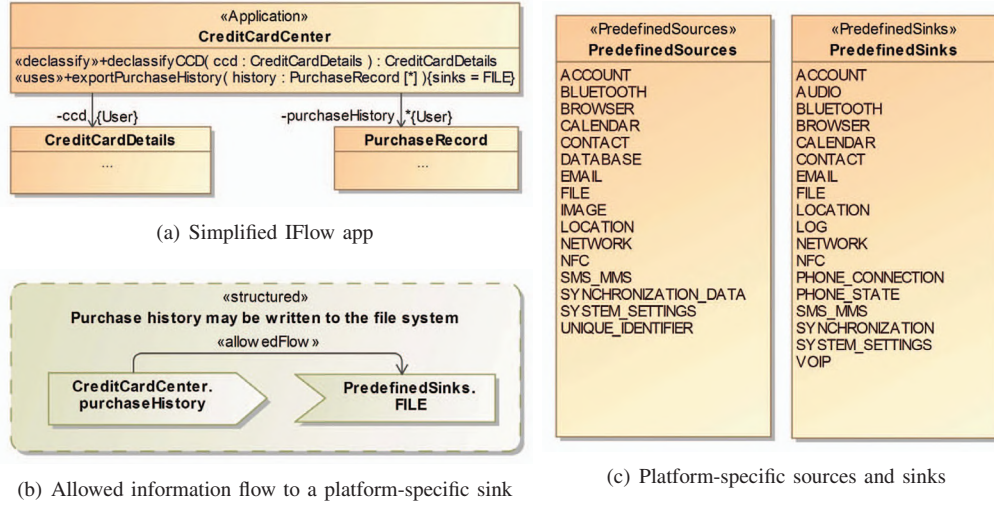 «Application»
CreditCardCenter
«declassify»+declassifyCCD( ccd : CreditCardDetails ) : CreditCardDetails
«uses»+exportPurchaseHistory( history : PurchaseRecord [*] ){sinks = FILE}
-ccd {User}
-purchaseHistory *{User}
CreditCardDetails
...
PurchaseRecord
...
(a) Simplified IFlow app
«structured»
Purchase history may be written to the file system
«allowedFlow»
CreditCardCenter.
purchaseHistory
PredefinedSinks.
FILE
(b) Allowed information flow to a platform-specific sink
«PredefinedSources»
PredefinedSources
ACCOUNT
BLUETOOTH
BROWSER
CALENDAR
CONTACT
DATABASE
EMAIL
FILE
IMAGE
LOCATION
NETWORK
NFC
SMS_MMS
SYNCHRONIZATION_DATA
SYSTEM_SETTINGS
UNIQUE_IDENTIFIER
«PredefinedSinks»
PredefinedSinks
ACCOUNT
AUDIO
BLUETOOTH
BROWSER
CALENDAR
CONTACT
EMAIL
FILE
LOCATION
LOG
NETWORK
NFC
PHONE_CONNECTION
PHONE_STATE
SMS_MMS
SYNCHRONIZATION
SYSTEM_SETTINGS
VOIP
(c) Platform-specific sources and sinks